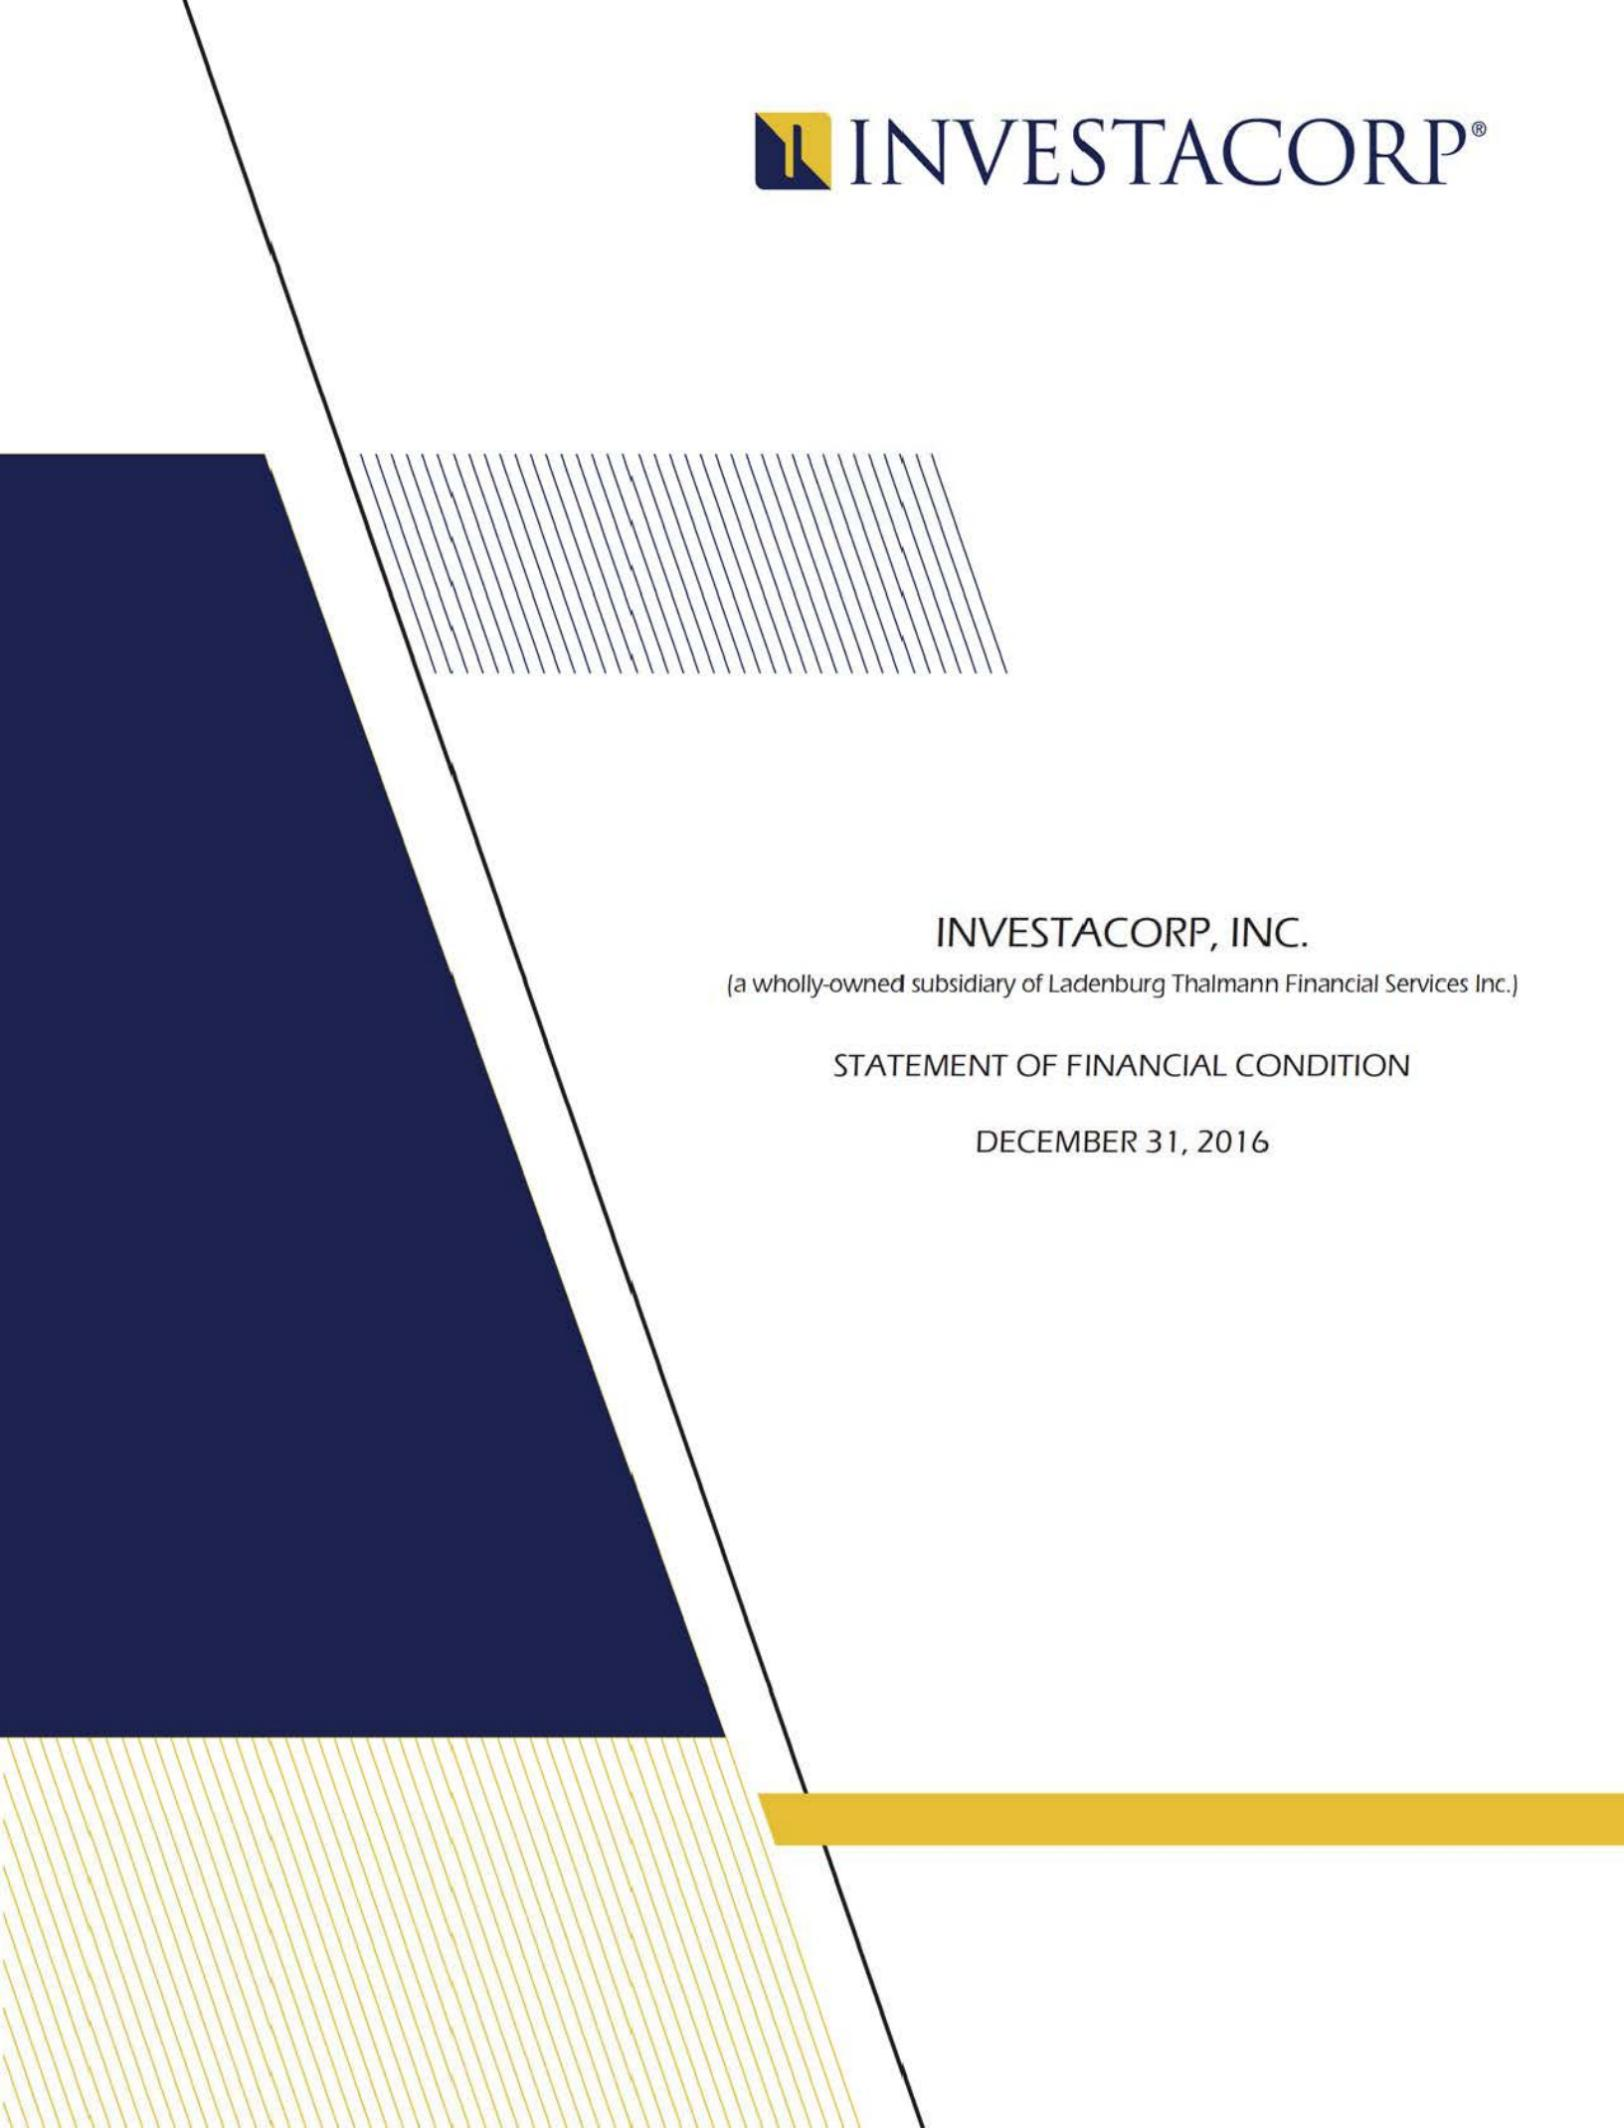 INVESTACORP®
INVESTACORP, INC.
(a wholly-owned subsidiary of Ladenburg Thalmann Financial Services Inc.)
STATEMENT OF FINANCIAL CONDITION
DECEMBER 31, 2016